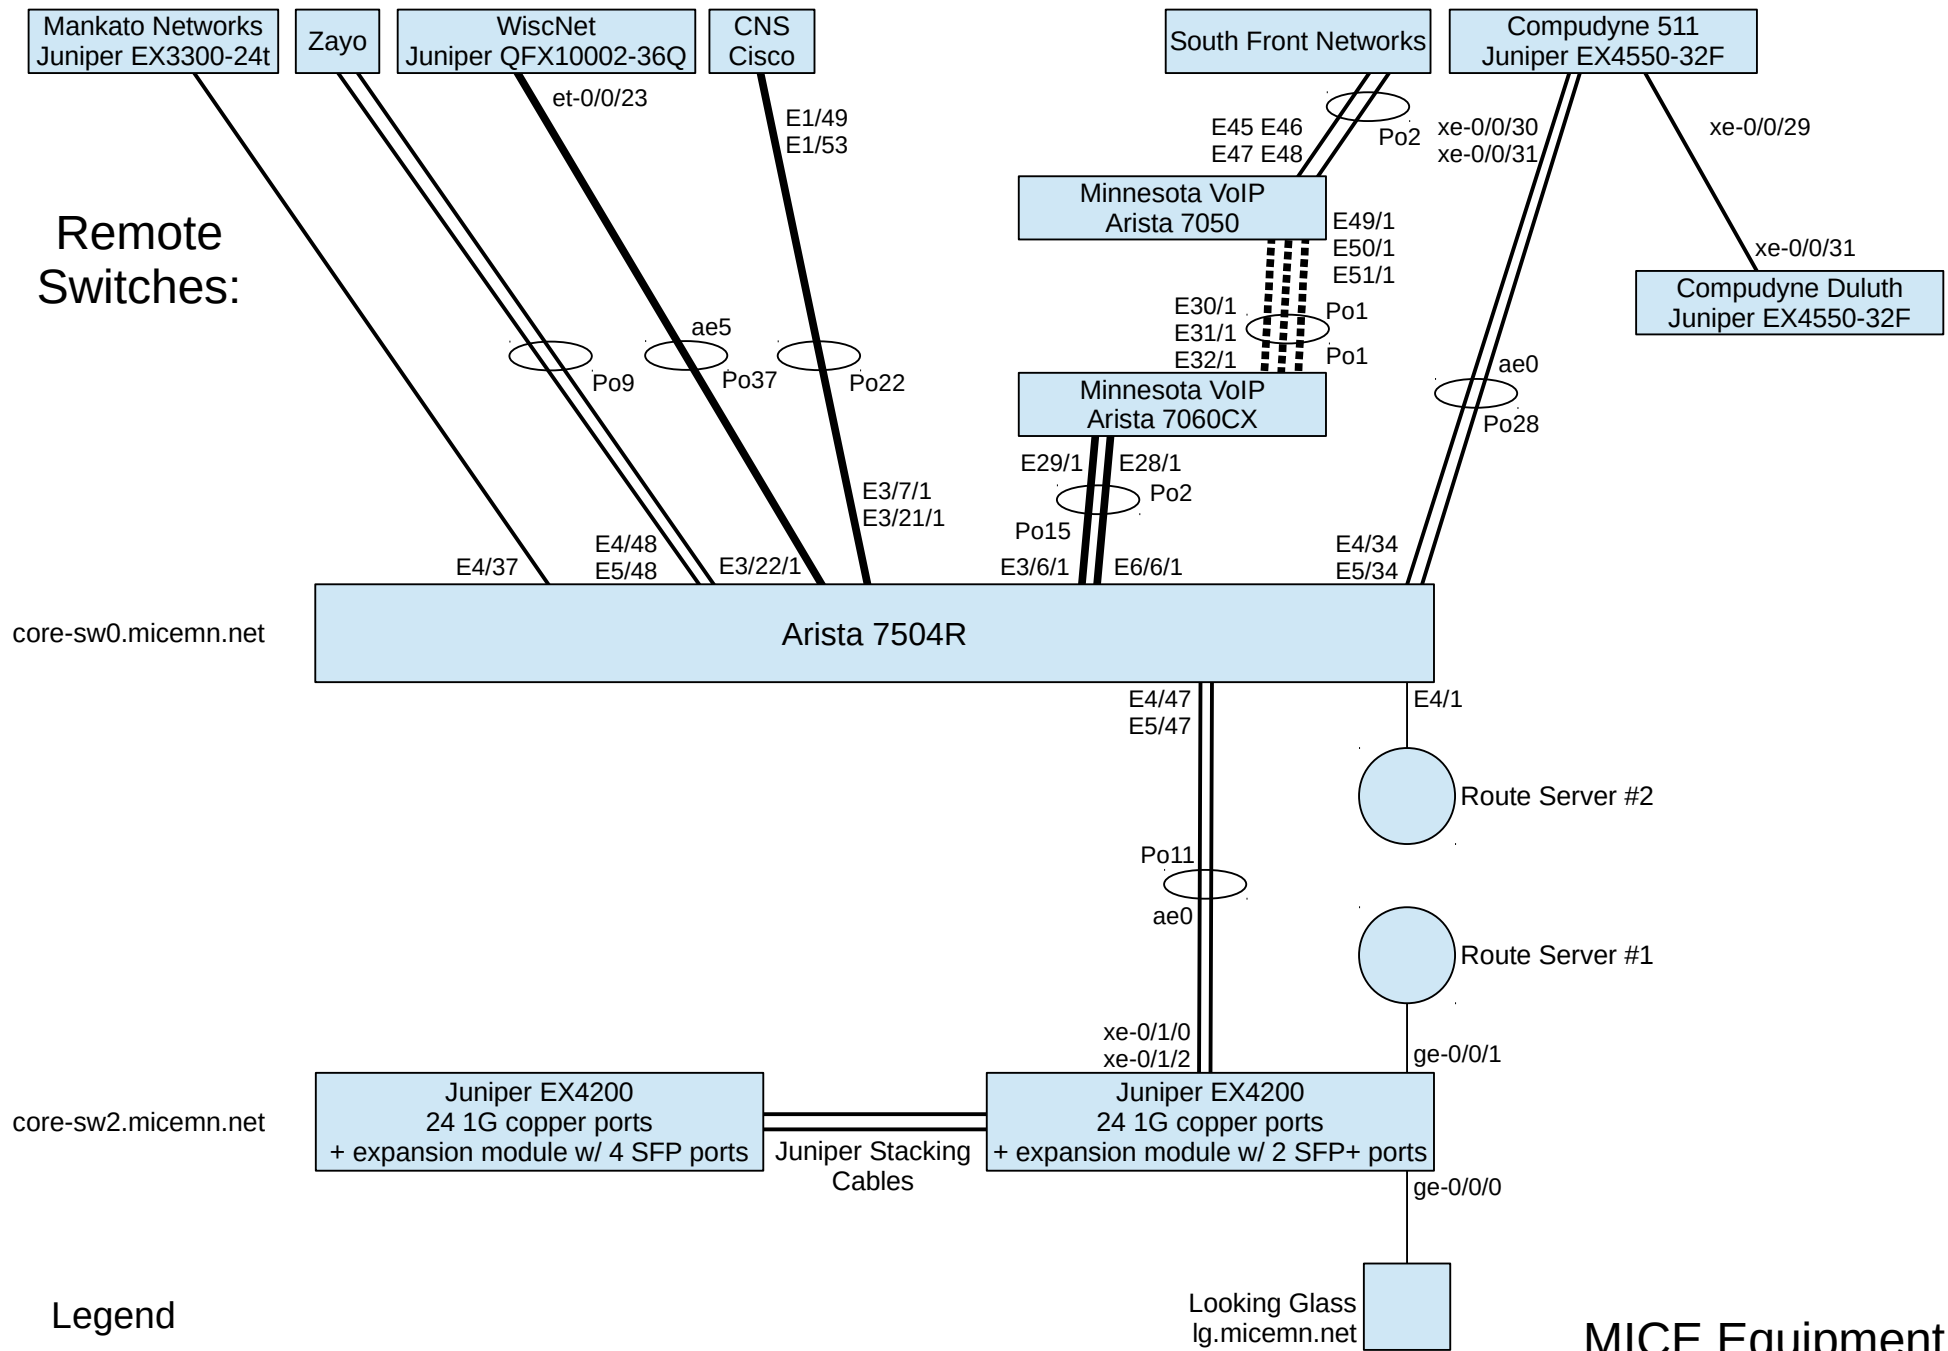 Mankato Networks
Juniper EX3300-24t
Zayo
WiscNet
Juniper QFX10002-36Q
CNS
Cisco
South Front Networks
Compudyne 511
Juniper EX4550-32F
et-0/0/23
E1/49
E1/53
E45 E46
E47 E48
Po2
xe-0/0/30
xe-0/0/31
xe-0/0/29
Remote
Switches:
Minnesota VoIP
Arista 7050
E49/1
E50/1
E51/1
xe-0/0/31
Compudyne Duluth
Juniper EX4550-32F
E30/1
E31/1
E32/1
Po1
Po1
ae5
Po9
Po37
Po22
ae0
Po28
Minnesota VoIP
Arista 7060CX
E29/1
E28/1
Po2
Po15
E3/7/1
E3/21/1
E4/37
E4/48
E5/48
E3/22/1
E3/6/1
E6/6/1
E4/34
E5/34
core-sw0.micemn.net
Arista 7504R
E4/47
E5/47
E4/1
Route Server #2
Po11
ae0
Route Server #1
xe-0/1/0
xe-0/1/2
ge-0/0/1
core-sw2.micemn.net
Juniper EX4200
24 1G copper ports
+ expansion module w/ 4 SFP ports
Juniper Stacking
Cables
Juniper EX4200
24 1G copper ports
+ expansion module w/ 2 SFP+ ports
ge-0/0/0
Looking Glass
lg.micemn.net
Legend
MICE Equipment